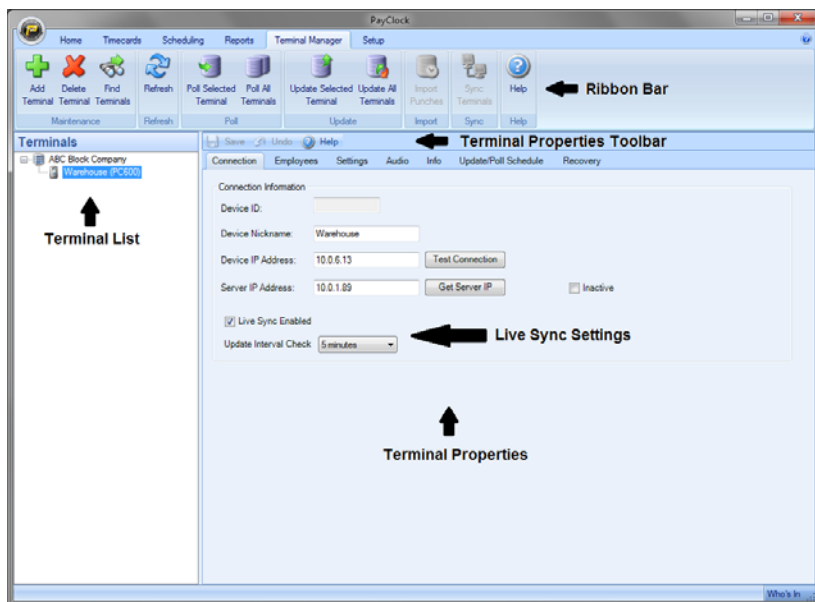 PayClock
Home Timecards Scheduling Reports Terminal Manager Setup
Add Terminal Delete Terminal Find Terminals Refresh Poll Selected Terminal Poll All Terminals Update Selected Terminal Update All Terminals Import Punches Sync Terminals Help
Ribbon Bar
Maintenance Refresh Poll Update Import Sync Help
Terminals
Save Undo Help
Terminal Properties Toolbar
ABC Block Company
Warehouse (PC600)
Connection Employees Settings Audio Info Update/Poll Schedule Recovery
Terminal List
Connection Information
Device ID:
Device Nickname: Warehouse
Device IP Address: 10.0.6.13 Test Connection
Server IP Address: 10.0.1.89 Get Server IP Inactive
Live Sync Enabled
Update Interval Check 5 minutes
Live Sync Settings
Terminal Properties
Who's In